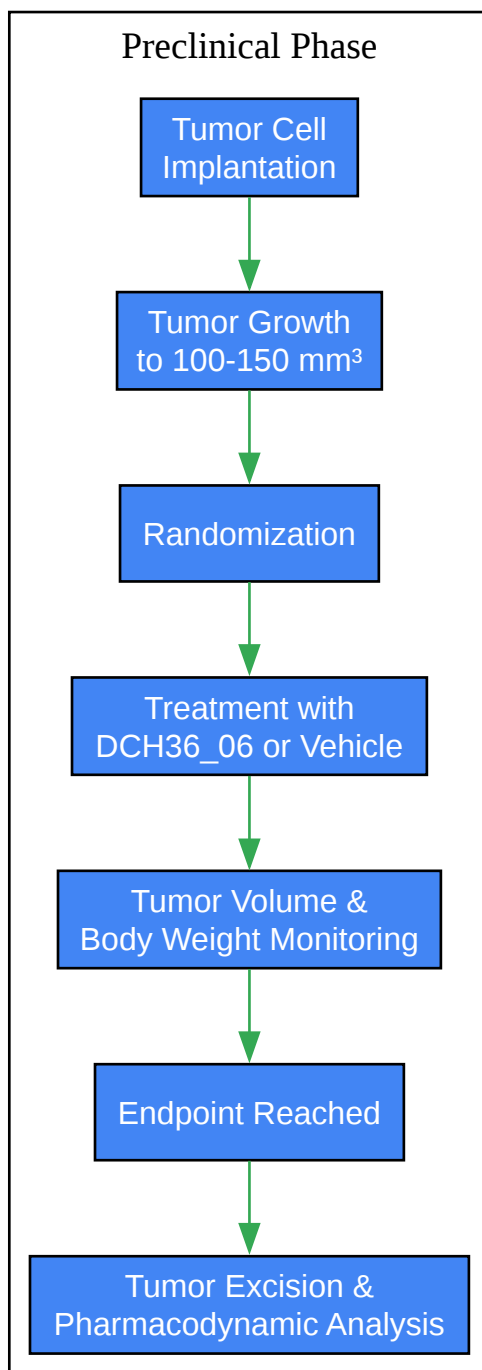 Preclinical Phase
Tumor Cell
Implantation
Tumor Growth
to 100-150 mm³
Randomization
Treatment with
DCH36_06 or Vehicle
Tumor Volume &
Body Weight Monitoring
Endpoint Reached
Tumor Excision &
Pharmacodynamic Analysis